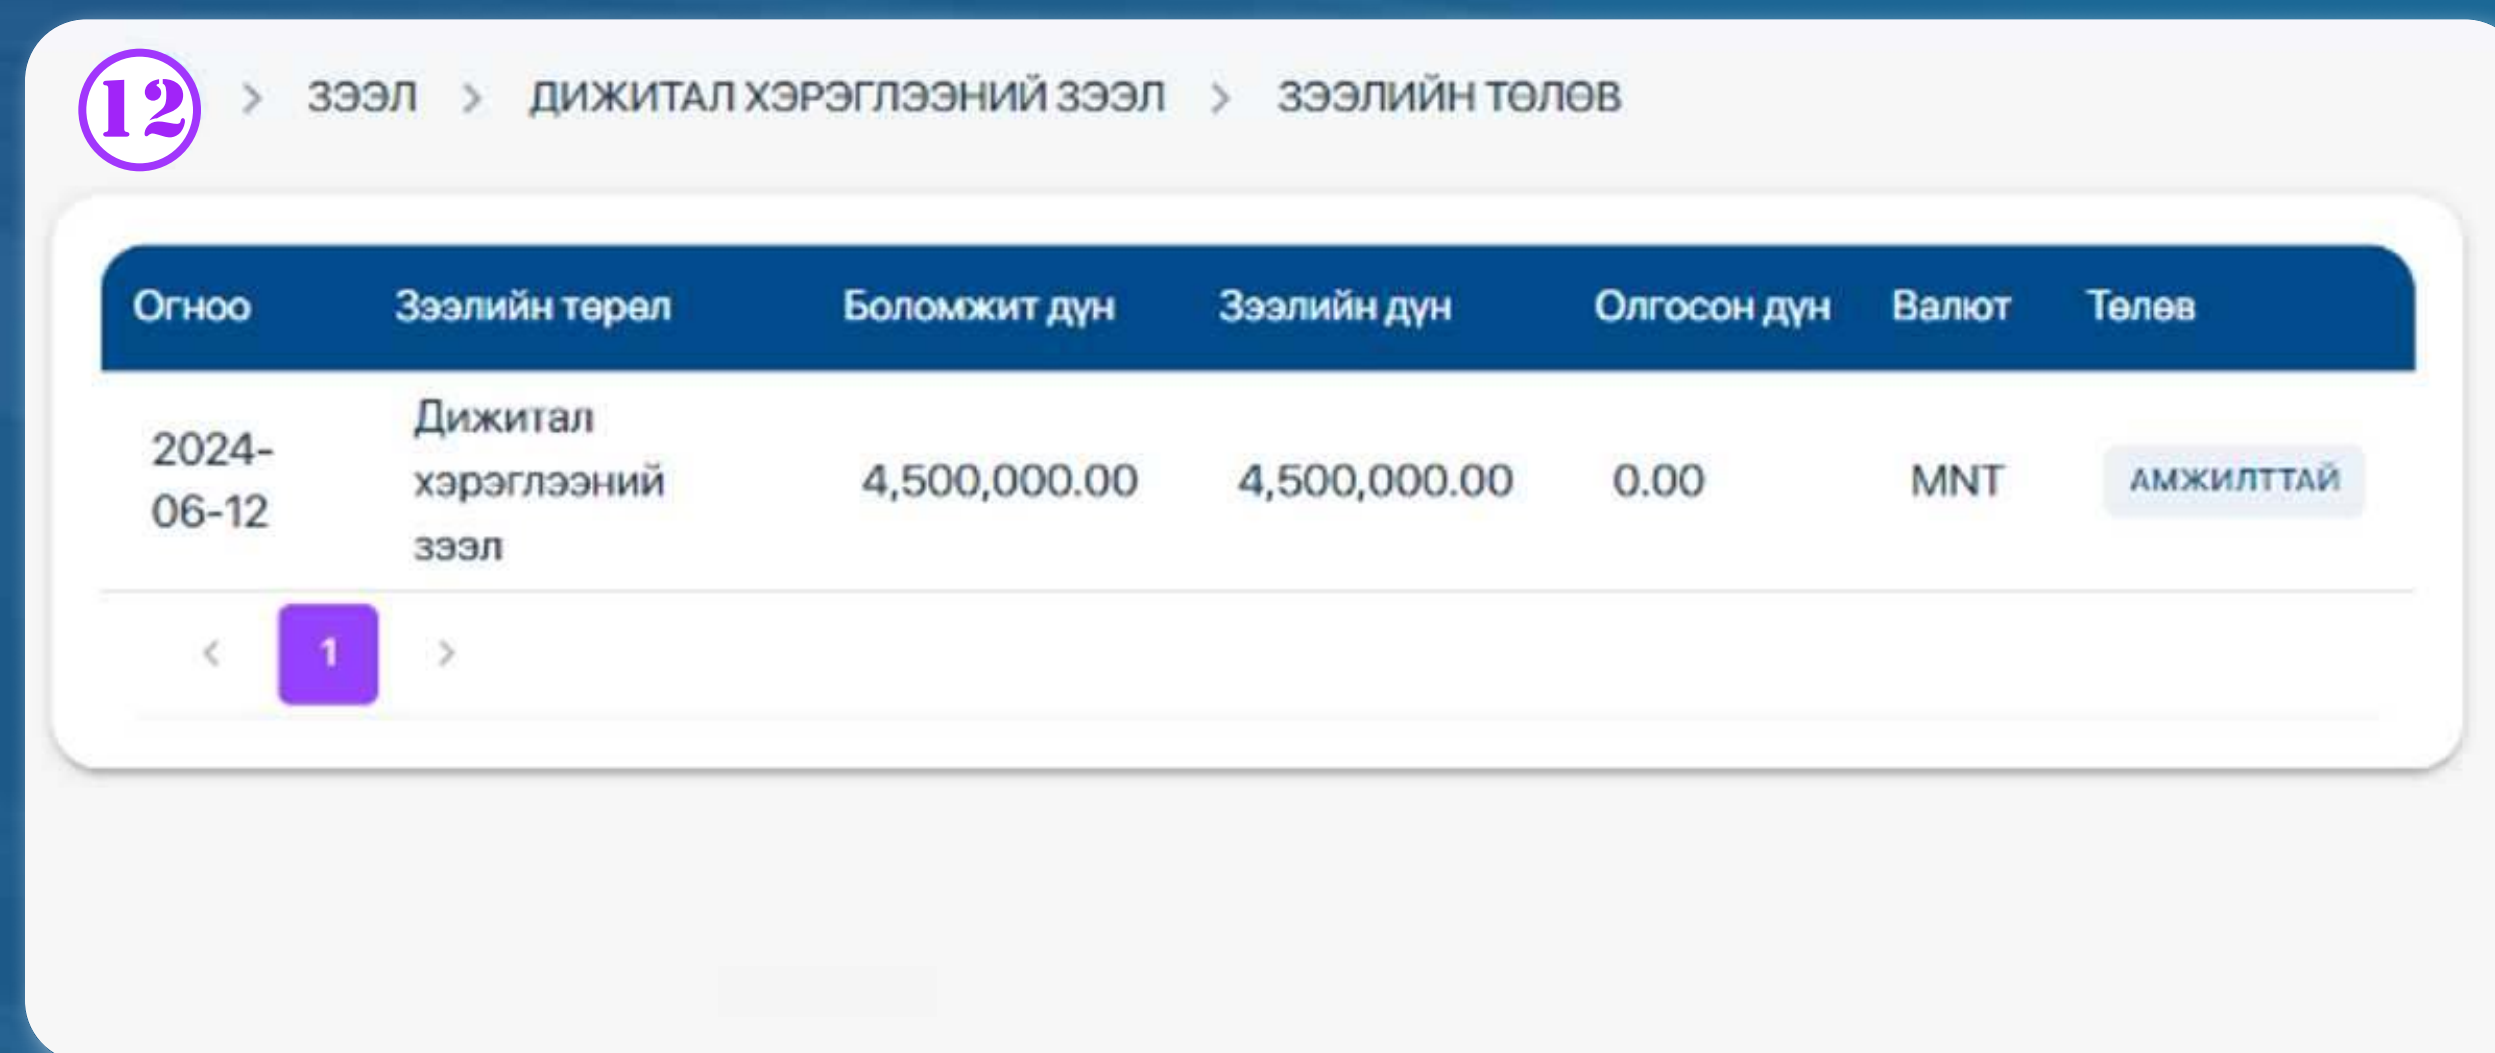 12 > ЗЭЭЛ > ДИЖИТАЛ ХЭРЭГЛЭЭНИЙ ЗЭЭЛ > ЗЭЭЛИЙН ТӨЛӨВ
Огноо Зээлийн төрөл Боломжит дүн Зээлийн дүн Олгосон дүн Валют Төлөв
2024-
06-12
Дижитал
хэрэглээний
зээл
4,500,000.00 4,500,000.00 0.00 MNT АМЖИЛТТАЙ
< 1 >